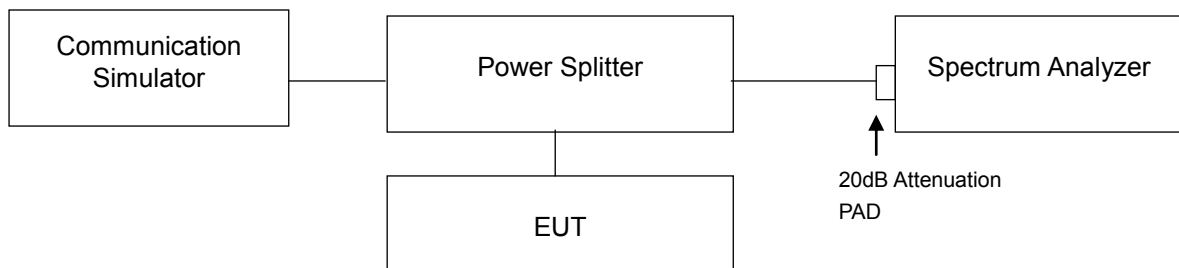 Communication
Simulator
Power Splitter
Spectrum Analyzer
20dB Attenuation
PAD
EUT